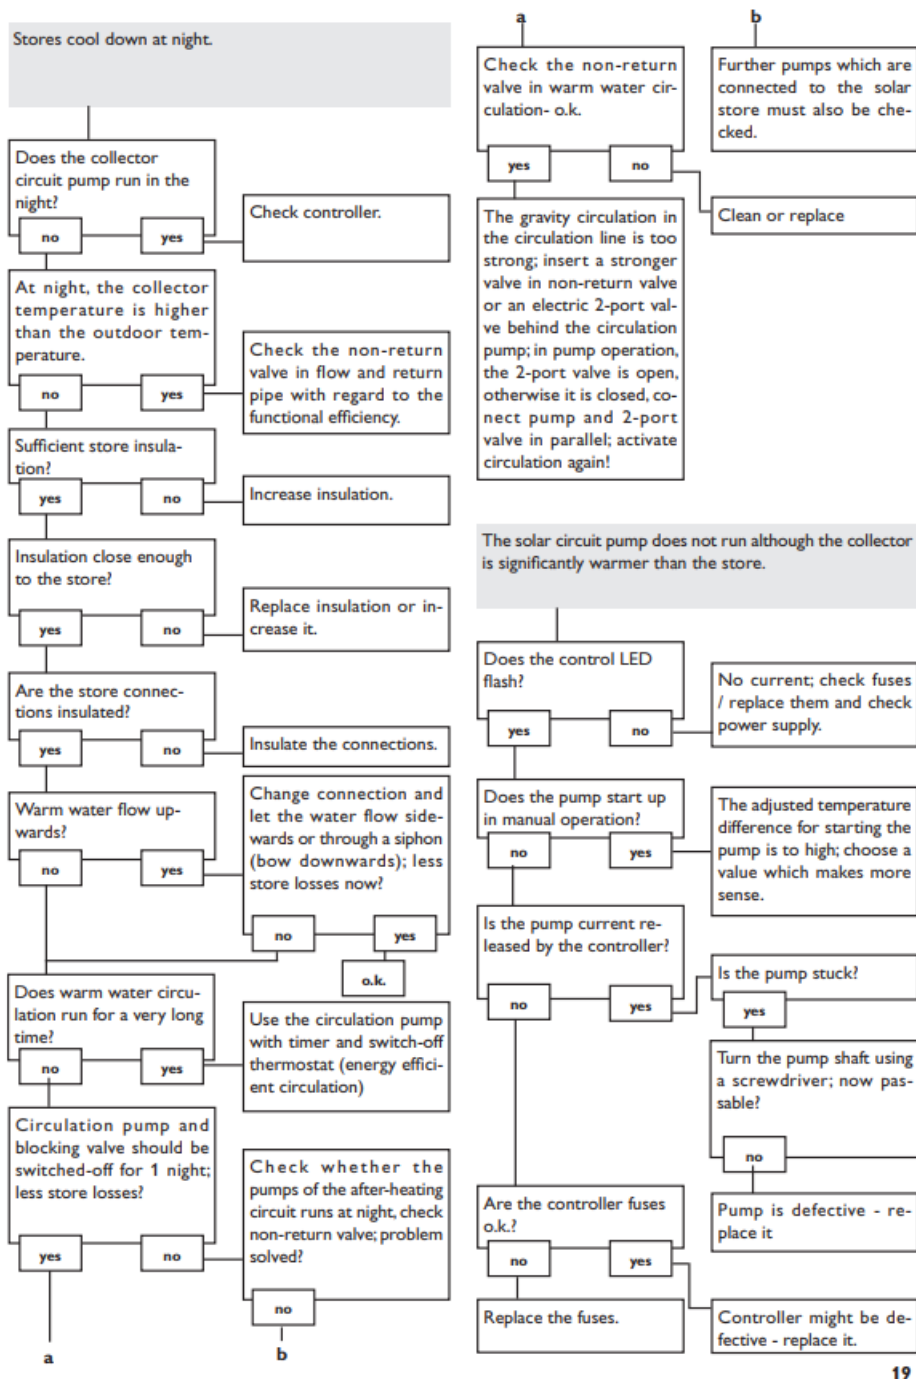 Stores cool down at night.
Does the collector
circuit pump run in the
night?
no
yes
Check controller.
At night, the collector
temperature is higher
than the outdoor tem-
perature.
no
yes
Check the non-return
valve in flow and return
pipe with regard to the
functional efficiency.
Sufficient store insula-
tion?
yes
no
Increase insulation.
Insulation close enough
to the store?
yes
no
Replace insulation or in-
crease it.
Are the store connec-
tions insulated?
yes
no
Insulate the connections.
Warm water flow up-
wards?
no
yes
Change connection and
let the water flow side-
wards or through a siphon
(bow downwards); less
store losses now?
no
yes
o.k.
Does warm water circu-
lation run for a very long
time?
no
yes
Use the circulation pump
with timer and switch-off
thermostat (energy effici-
ent circulation)
Circulation pump and
blocking valve should be
switched-off for 1 night;
less store losses?
yes
no
Check whether the
pumps of the after-heating
circuit runs at night, check
non-return valve; problem
solved?
no
a
b
a
b
Check the non-return
valve in warm water cir-
culation- o.k.
yes
no
Further pumps which are
connected to the solar
store must also be che-
cked.
Clean or replace
The gravity circulation in
the circulation line is too
strong; insert a stronger
valve in non-return valve
or an electric 2-port val-
ve behind the circulation
pump; in pump operation,
the 2-port valve is open,
otherwise it is closed, co-
nect pump and 2-port
valve in parallel; activate
circulation again!
The solar circuit pump does not run although the collector
is significantly warmer than the store.
Does the control LED
flash?
yes
no
No current; check fuses
/ replace them and check
power supply.
Does the pump start up
in manual operation?
no
yes
The adjusted temperature
difference for starting the
pump is to high; choose a
value which makes more
sense.
Is the pump current re-
leased by the controller?
no
yes
Is the pump stuck?
yes
Turn the pump shaft using
a screwdriver; now pas-
sable?
no
Pump is defective - re-
place it
Are the controller fuses
o.k.?
no
yes
Replace the fuses.
Controller might be de-
fective - replace it.
19